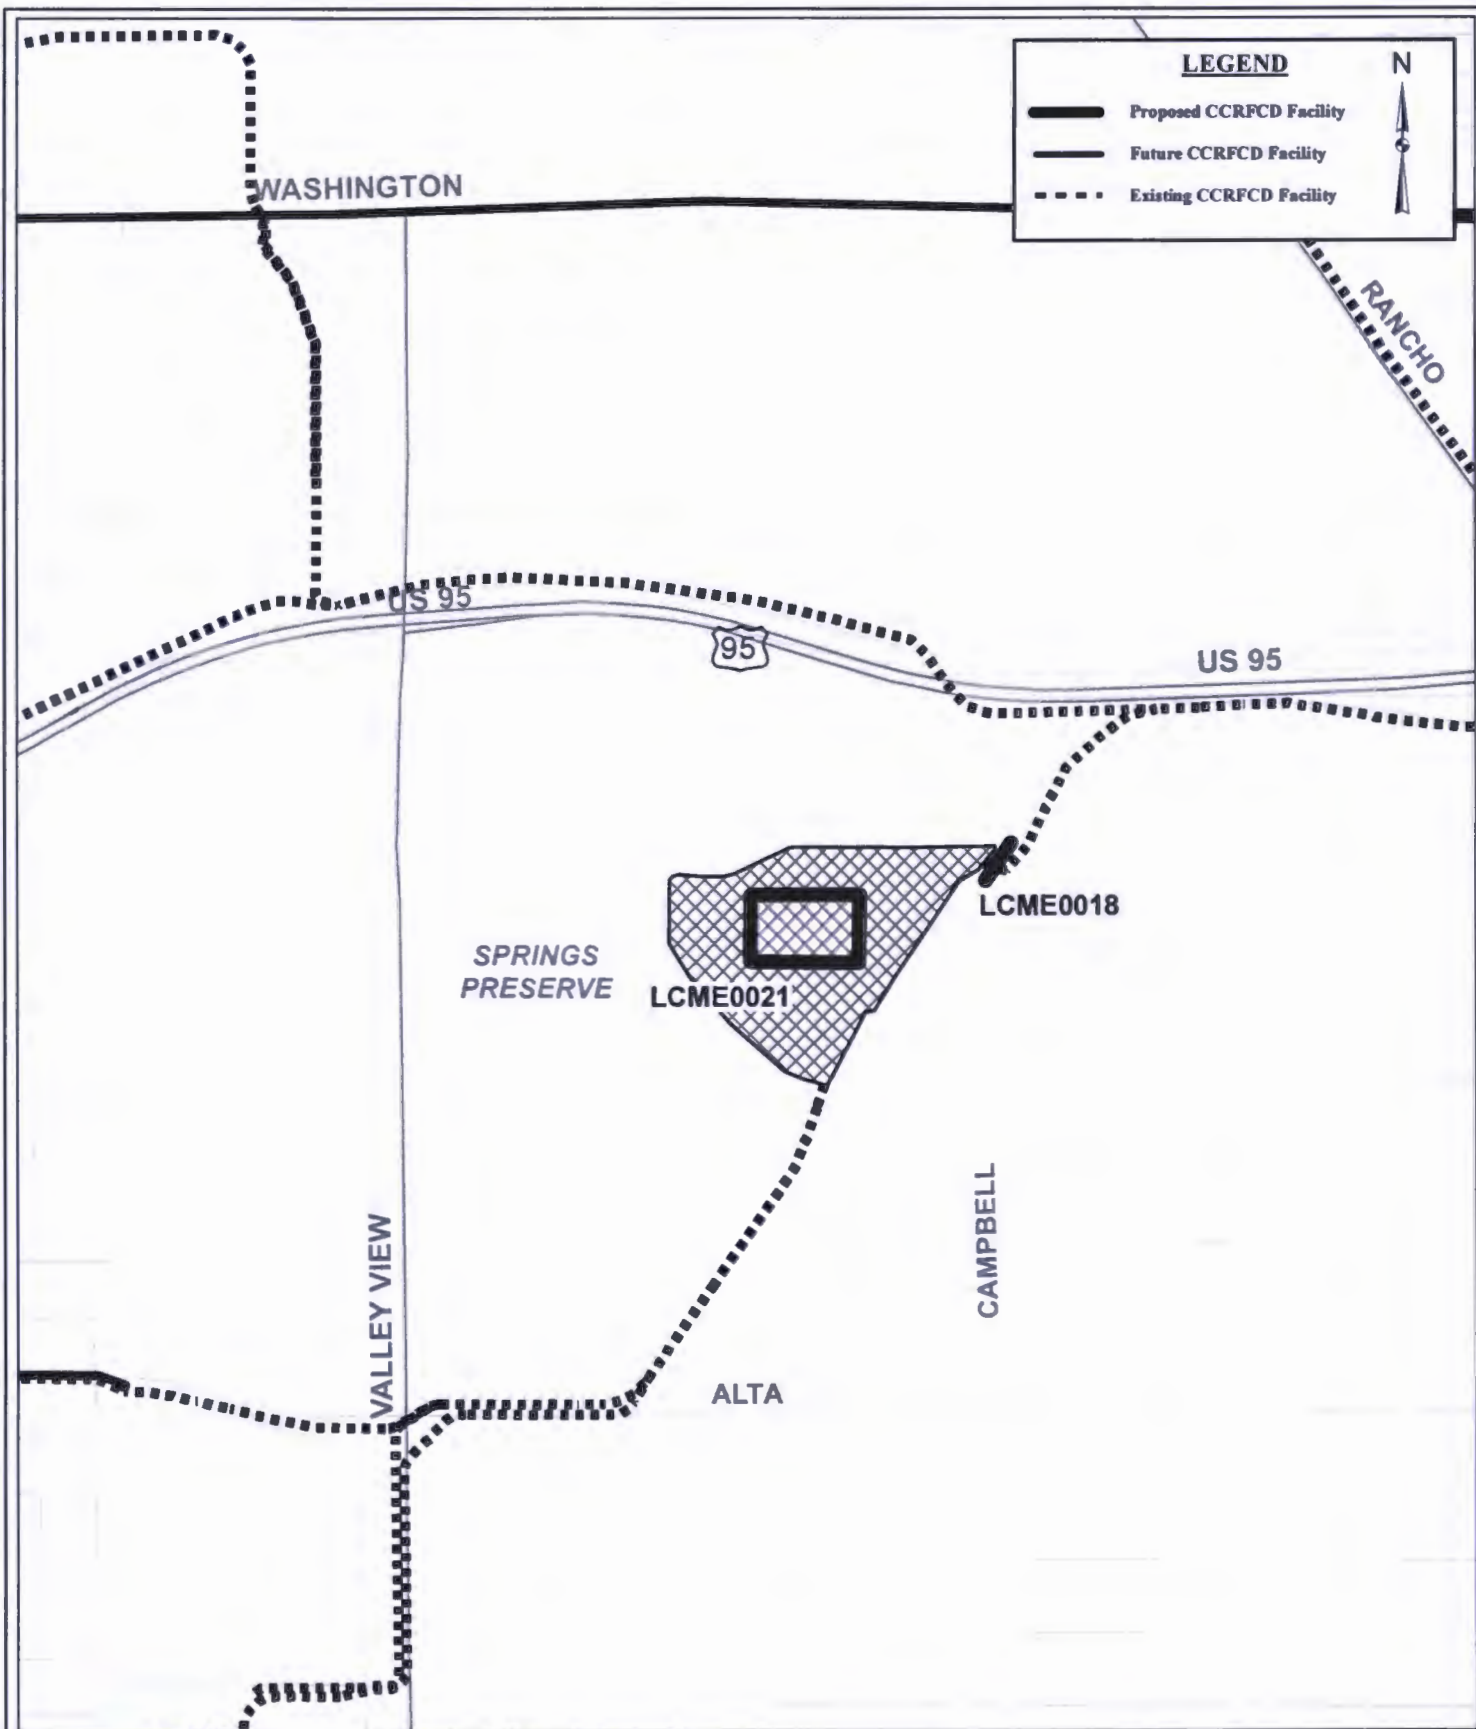 LEGEND
N
Proposed CCRFCD Facility
Future CCRFCD Facility
Existing CCRFCD Facility
WASHINGTON
RANCHO
US 95
95
US 95
LCME0018
SPRINGS
PRESERVE
LCME0021
CAMPBELL
VALLEY VIEW
ALTA